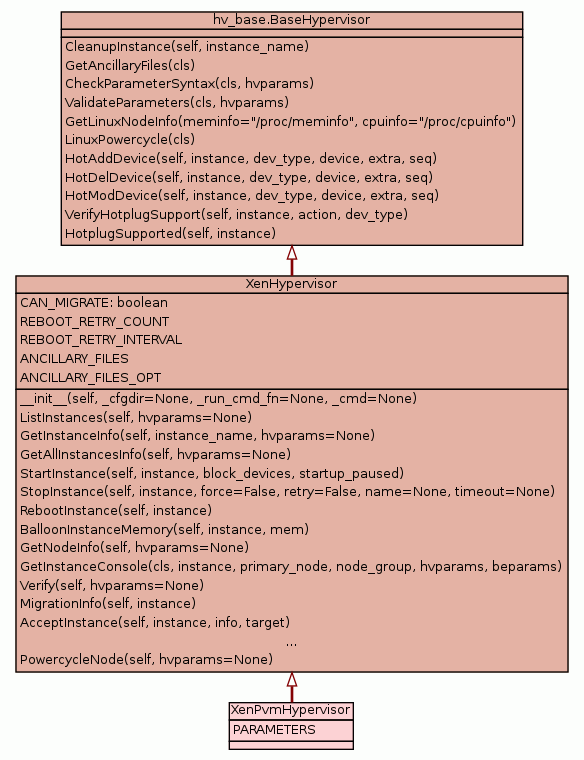 hv_base.BaseHypervisor
CleanupInstance(self, instance_name)
GetAncillaryFiles(cls)
CheckParameterSyntax(cls, hvparams)
ValidateParameters(cls, hvparams)
GetLinuxNodeInfo(meminfo="/proc/meminfo", cpuinfo="/proc/cpuinfo")
LinuxPowercycle(cls)
HotAddDevice(self, instance, dev_type, device, extra, seq)
HotDelDevice(self, instance, dev_type, device, extra, seq)
HotModDevice(self, instance, dev_type, device, extra, seq)
VerifyHotplugSupport(self, instance, action, dev_type)
HotplugSupported(self, instance)
XenHypervisor
CAN_MIGRATE: boolean
REBOOT_RETRY_COUNT
REBOOT_RETRY_INTERVAL
ANCILLARY_FILES
ANCILLARY_FILES_OPT
__init__(self, _cfgdir=None, _run_cmd_fn=None, _cmd=None)
ListInstances(self, hvparams=None)
GetInstanceInfo(self, instance_name, hvparams=None)
GetAllInstancesInfo(self, hvparams=None)
StartInstance(self, instance, block_devices, startup_paused)
StopInstance(self, instance, force=False, retry=False, name=None, timeout=None)
RebootInstance(self, instance)
BalloonInstanceMemory(self, instance, mem)
GetNodeInfo(self, hvparams=None)
GetInstanceConsole(cls, instance, primary_node, node_group, hvparams, beparams)
Verify(self, hvparams=None)
MigrationInfo(self, instance)
AcceptInstance(self, instance, info, target)
...
PowercycleNode(self, hvparams=None)
XenPvmHypervisor
PARAMETERS